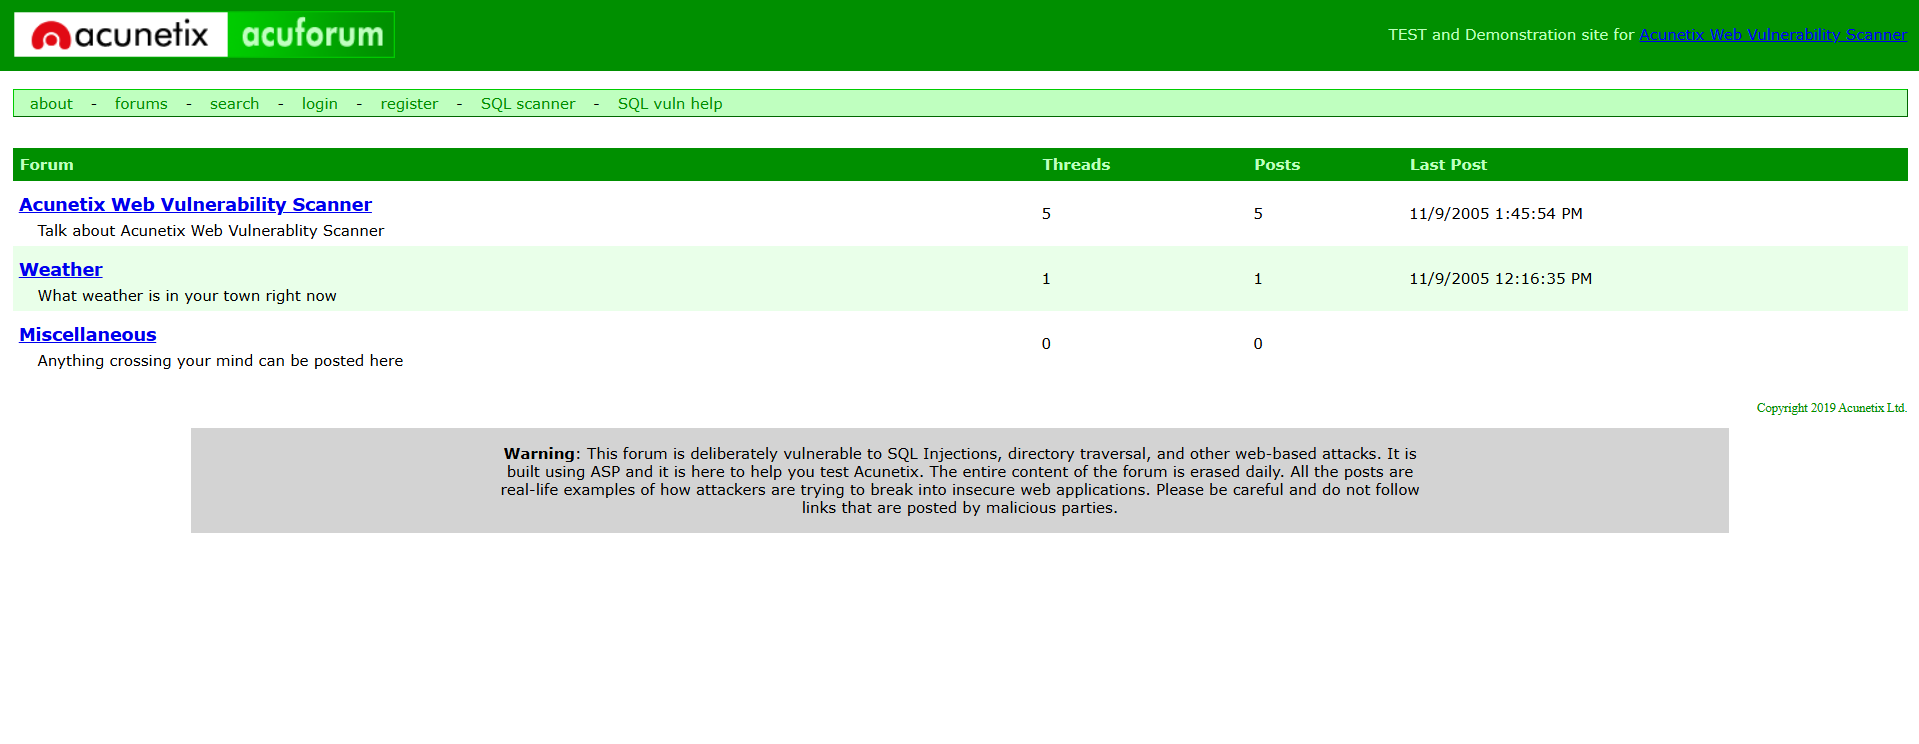 acunetix acuforum
TEST and Demonstration site for Acunetix Web Vulnerability Scanner
about - forums - search - login - register - SQL scanner - SQL vuln help
Forum Threads Posts Last Post
Acunetix Web Vulnerability Scanner
Talk about Acunetix Web Vulnerablity Scanner
5 5 11/9/2005 1:45:54 PM
Weather
What weather is in your town right now
1 1 11/9/2005 12:16:35 PM
Miscellaneous
Anything crossing your mind can be posted here
0 0
Copyright 2019 Acunetix Ltd.
Warning: This forum is deliberately vulnerable to SQL Injections, directory traversal, and other web-based attacks. It is
built using ASP and it is here to help you test Acunetix. The entire content of the forum is erased daily. All the posts are
real-life examples of how attackers are trying to break into insecure web applications. Please be careful and do not follow
links that are posted by malicious parties.